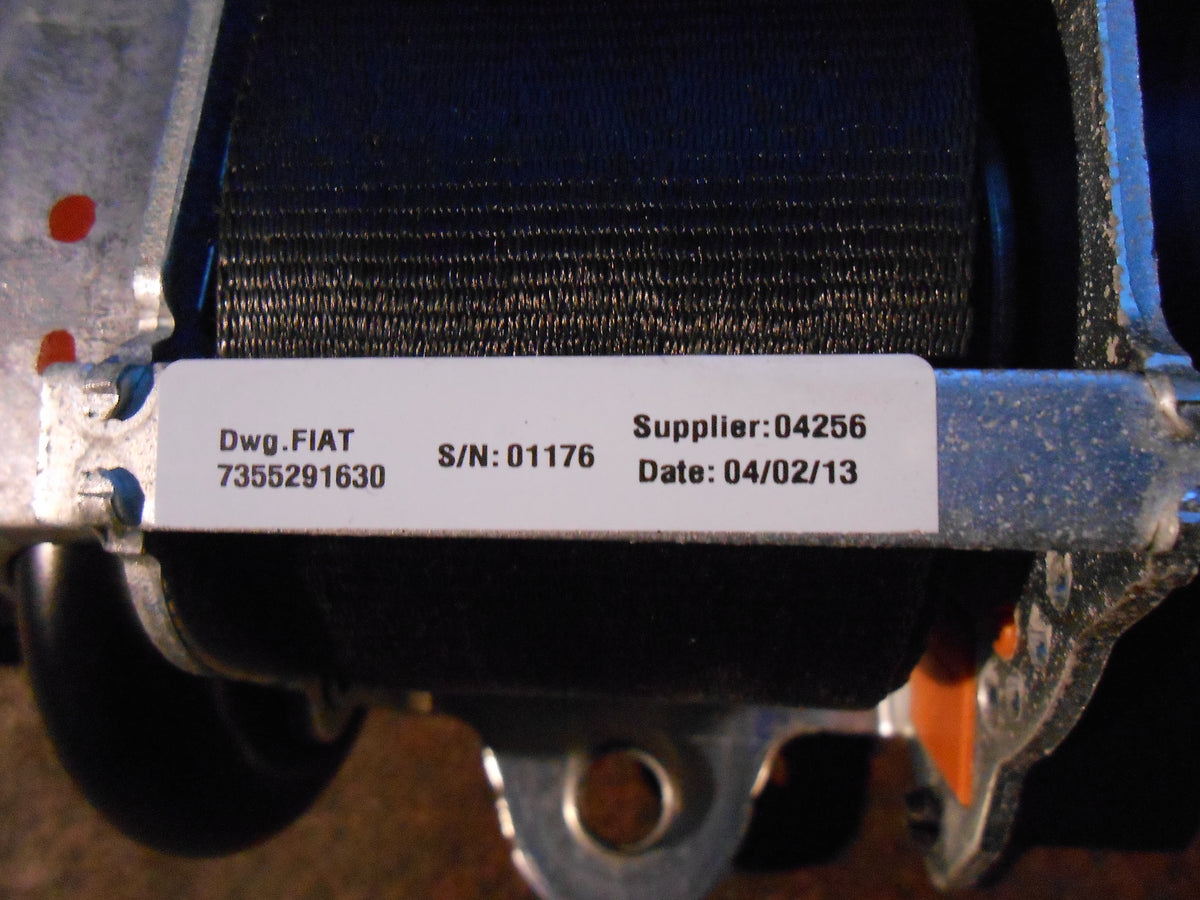 Dwg.FIAT
7355291630
S/N: 01176
Supplier:04256
Date: 04/02/13